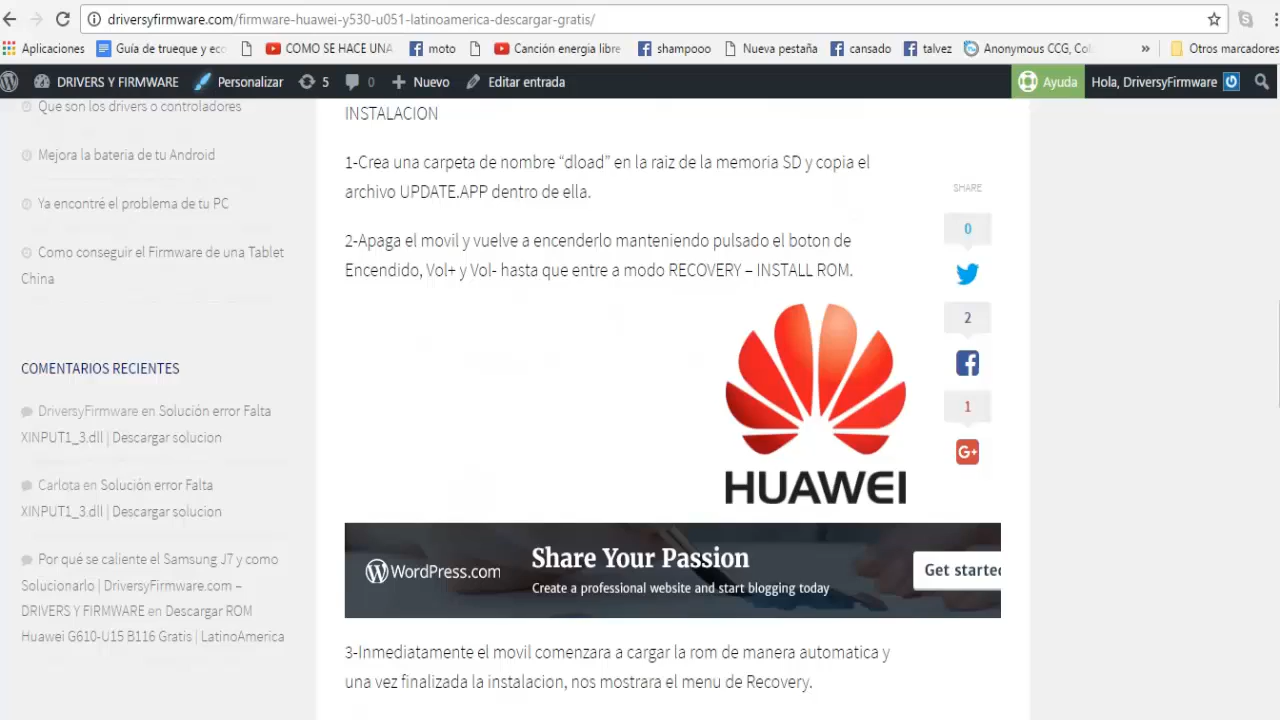 driversyfirmware.com/firmware-huawei-y530-u051-latinoamerica-descargar-gratis/
Aplicaciones Guía de trueque y eco COMO SE HACE UNA moto Canción energia libre shampooo Nueva pestaña cansado talvez Anonymous CCG, Col » Otros marcadores
DRIVERS Y FIRMWARE Personalizar 5 0 Nuevo Editar entrada Ayuda Hola, DriversyFirmware
Que son los drivers o controladores
Mejora la bateria de tu Android
Ya encontré el problema de tu PC
Como conseguir el Firmware de una Tablet
China
COMENTARIOS RECIENTES
DriversyFirmware en Solución error Falta
XINPUT1_3.dll | Descargar solucion
Carlota en Solución error Falta
XINPUT1_3.dll | Descargar solucion
Por qué se caliente el Samsung J7 y como
Solucionarlo | DriversyFirmware.com –
DRIVERS Y FIRMWARE en Descargar ROM
Huawei G610-U15 B116 Gratis | LatinoAmerica
INSTALACION
1-Crea una carpeta de nombre “dload” en la raiz de la memoria SD y copia el
archivo UPDATE.APP dentro de ella.
2-Apaga el movil y vuelve a encenderlo manteniendo pulsado el boton de
Encendido, Vol+ y Vol- hasta que entre a modo RECOVERY – INSTALL ROM.
HUAWEI
WordPress.com
Share Your Passion
Create a professional website and start blogging today
Get started
3-Inmediatamente el movil comenzara a cargar la rom de manera automatica y
una vez finalizada la instalacion, nos mostrara el menu de Recovery.
SHARE
0
2
1
G+